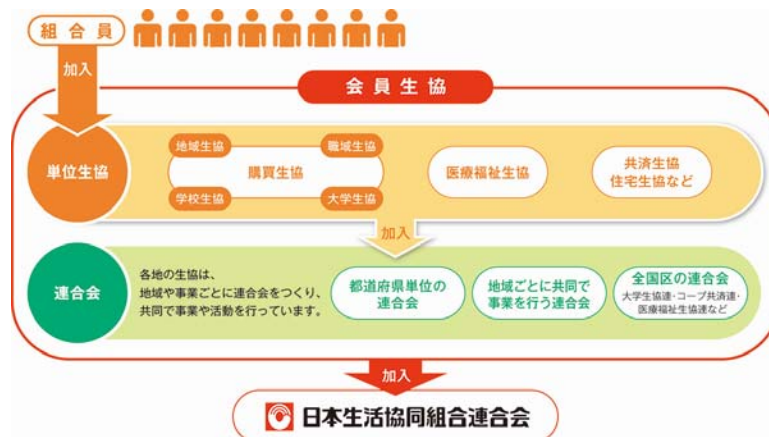 組合員
加入
会員生協
単位生協
地域生協
職域生協
購買生協
学校生協
大学生協
医療福祉生協
共済生協
住宅生協など
加入
連合会
各地の生協は、
地域や事業ごとに連合会をつくり、
共同で事業や活動を行っています。
都道府県単位の
連合会
地域ごとに共同で
事業を行う連合会
全国区の連合会
大学生協連・コープ共済連・
医療福祉生協連など
加入
日本生活協同組合連合会